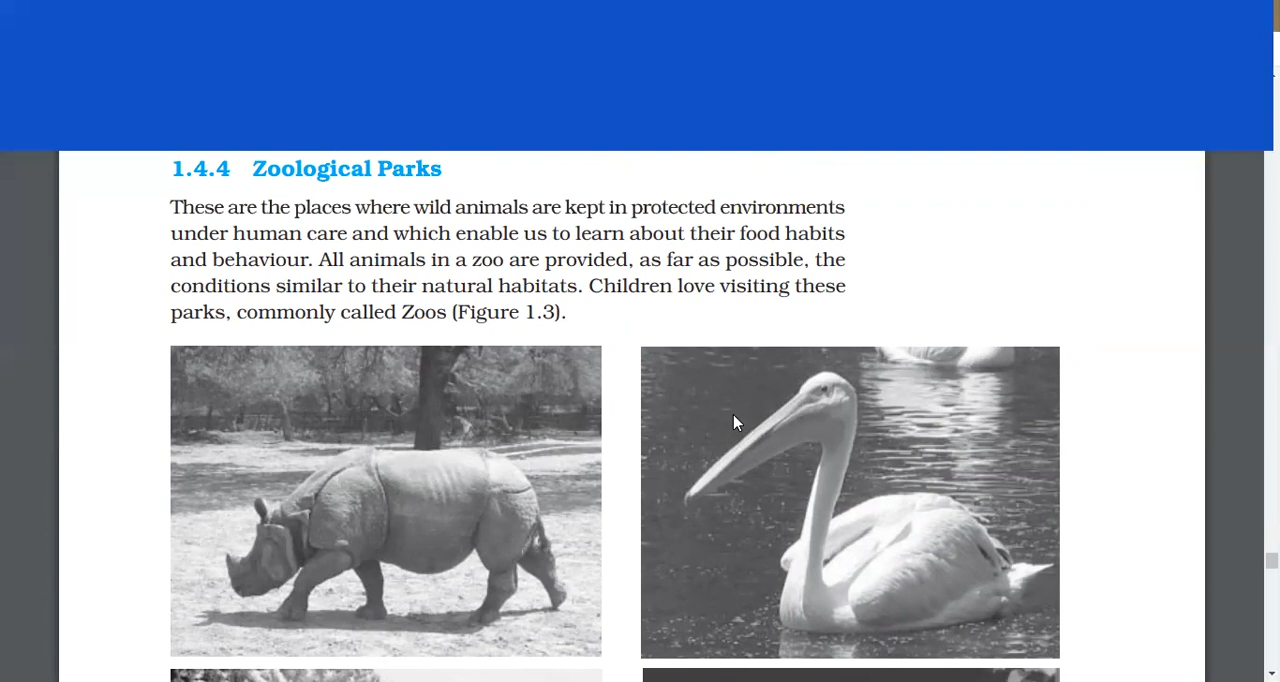 1.4.4 Zoological Parks
These are the places where wild animals are kept in protected environments
under human care and which enable us to learn about their food habits
and behaviour. All animals in a zoo are provided, as far as possible, the
conditions similar to their natural habitats. Children love visiting these
parks, commonly called Zoos (Figure 1.3).